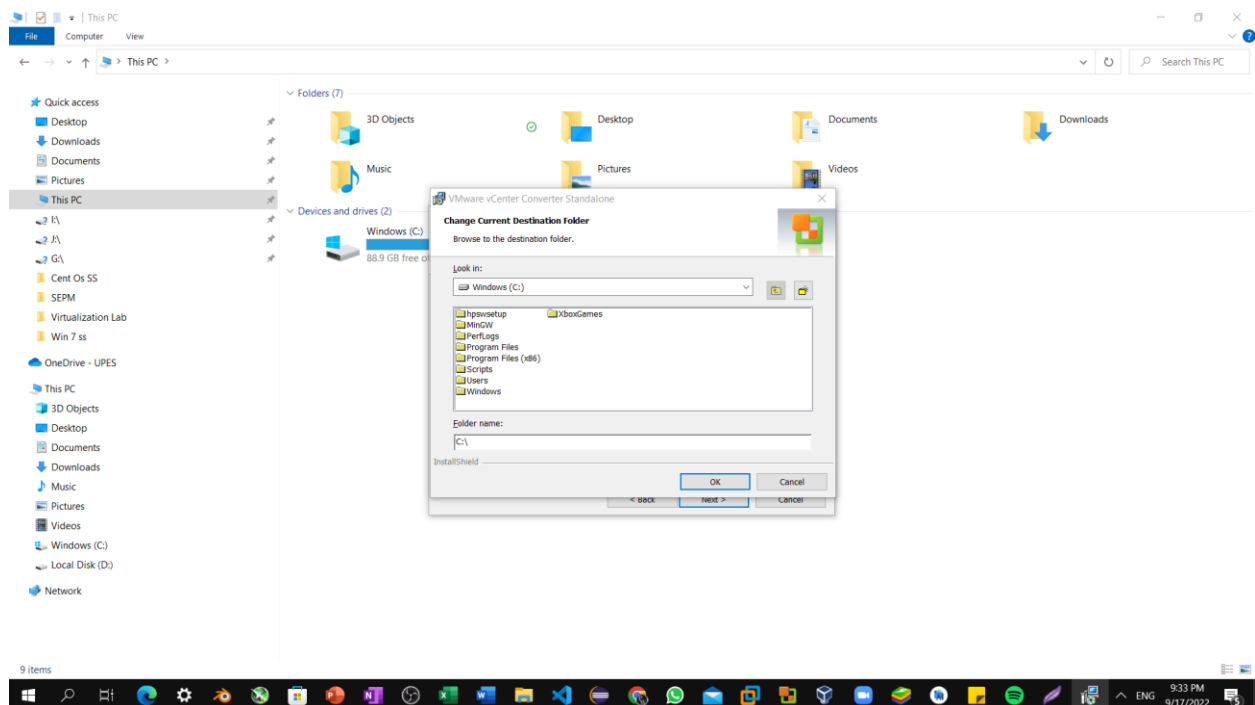 This PC
File Computer View
This PC
Search This PC
Quick access
Desktop
Downloads
Documents
Pictures
This PC
I:\
J:\
G:\
Cent Os SS
SEPM
Virtualization Lab
Win 7 ss
OneDrive - UPES
This PC
3D Objects
Desktop
Documents
Downloads
Music
Pictures
Videos
Windows (C:)
Local Disk (D:)
Network
Folders (7)
3D Objects Desktop Documents Downloads
Music Pictures Videos
Devices and drives (2)
Windows (C:)
88.9 GB free
VMware vCenter Converter Standalone
Change Current Destination Folder
Browse to the destination folder.
Look in:
Windows (C:)
hpswsetup XboxGames
MinGW
PerfLogs
Program Files
Program Files (x86)
Scripts
Users
Windows
Folder name:
C:\
InstallShield
OK Cancel
< Back Next > Cancel
9 items
ENG
9:33 PM
9/17/2022